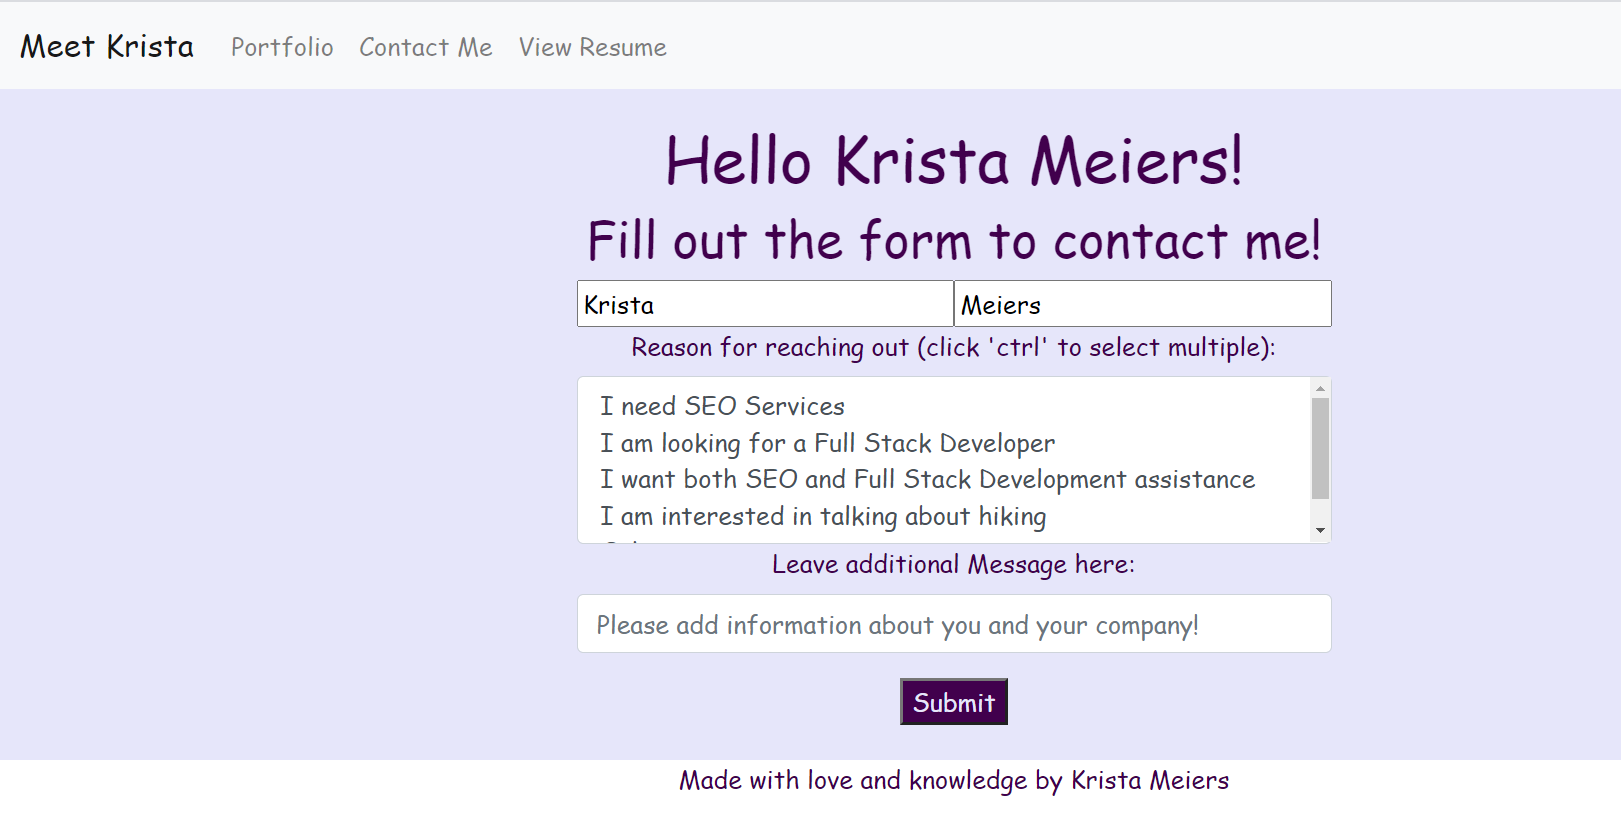 Meet Krista Portfolio Contact Me View Resume
Hello Krista Meiers!
Fill out the form to contact me!
Krista Meiers
Reason for reaching out (click 'ctrl' to select multiple):
I need SEO Services
I am looking for a Full Stack Developer
I want both SEO and Full Stack Development assistance
I am interested in talking about hiking
Leave additional Message here:
Please add information about you and your company!
Submit
Made with love and knowledge by Krista Meiers